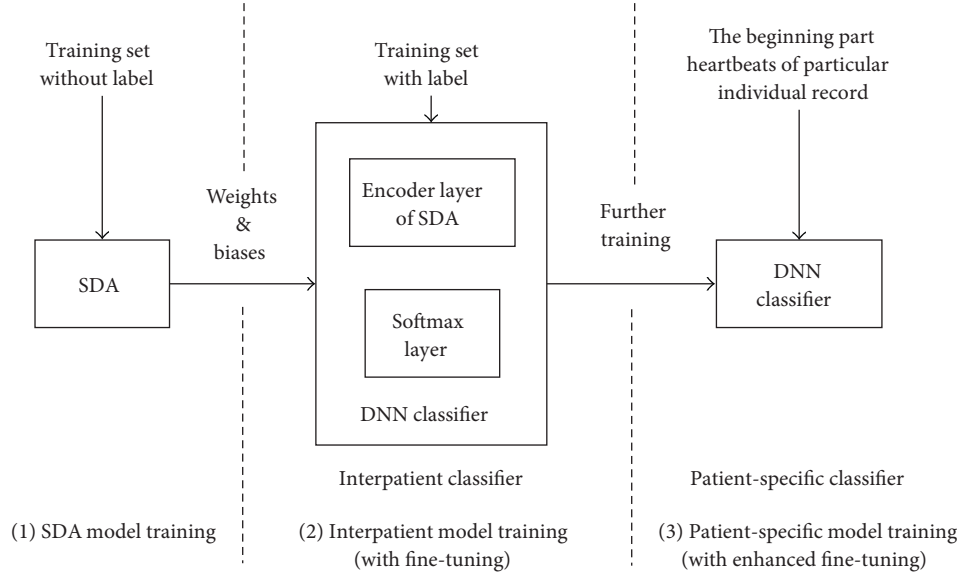 Training set
without label
SDA
Weights
&
biases
Training set
with label
Encoder layer
of SDA
Softmax
layer
DNN classifier
Interpatient classifier
Further
training
The beginning part
heartbeats of particular
individual record
DNN
classifier
Patient-specific classifier
(1) SDA model training
(2) Interpatient model training
(with fine-tuning)
(3) Patient-specific model training
(with enhanced fine-tuning)